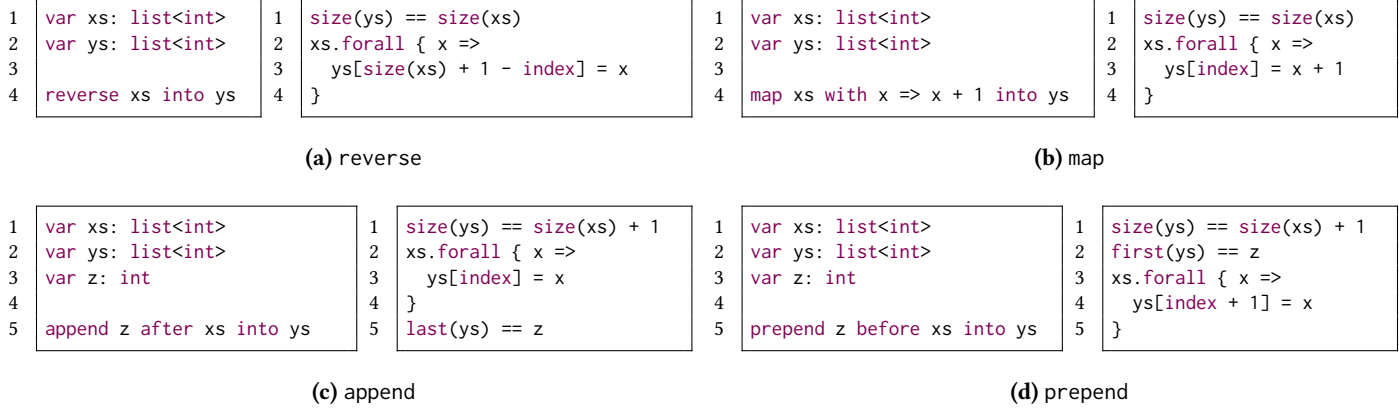 1 var xs: list<int>
2 var ys: list<int>
3
4 reverse xs into ys
1 size(ys) == size(xs)
2 xs.forall { x =>
3   ys[size(xs) + 1 - index] = x
4 }
(a) reverse
1 var xs: list<int>
2 var ys: list<int>
3
4 map xs with x => x + 1 into ys
1 size(ys) == size(xs)
2 xs.forall { x =>
3   ys[index] = x + 1
4 }
(b) map
1 var xs: list<int>
2 var ys: list<int>
3 var z: int
4
5 append z after xs into ys
1 size(ys) == size(xs) + 1
2 xs.forall { x =>
3   ys[index] = x
4 }
5 last(ys) == z
(c) append
1 var xs: list<int>
2 var ys: list<int>
3 var z: int
4
5 prepend z before xs into ys
1 size(ys) == size(xs) + 1
2 first(ys) == z
3 xs.forall { x =>
4   ys[index + 1] = x
5 }
(d) prepend